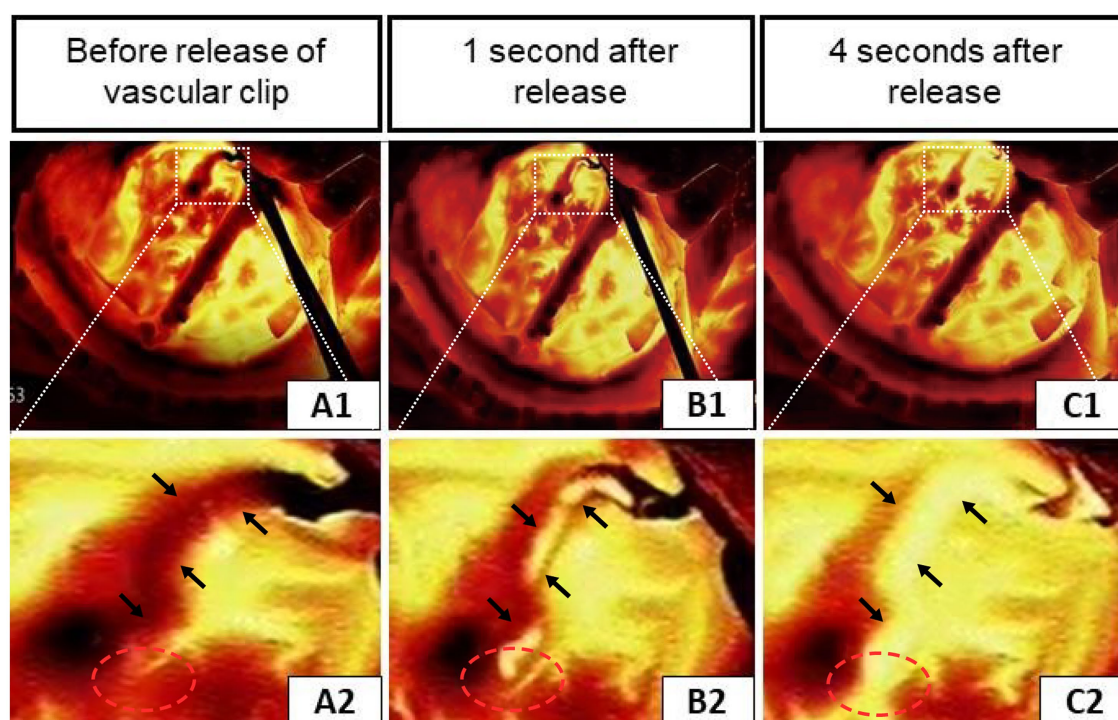 Before release of
vascular clip
1 second after
release
4 seconds after
release
S3
A1
B1
C1
A2
B2
C2